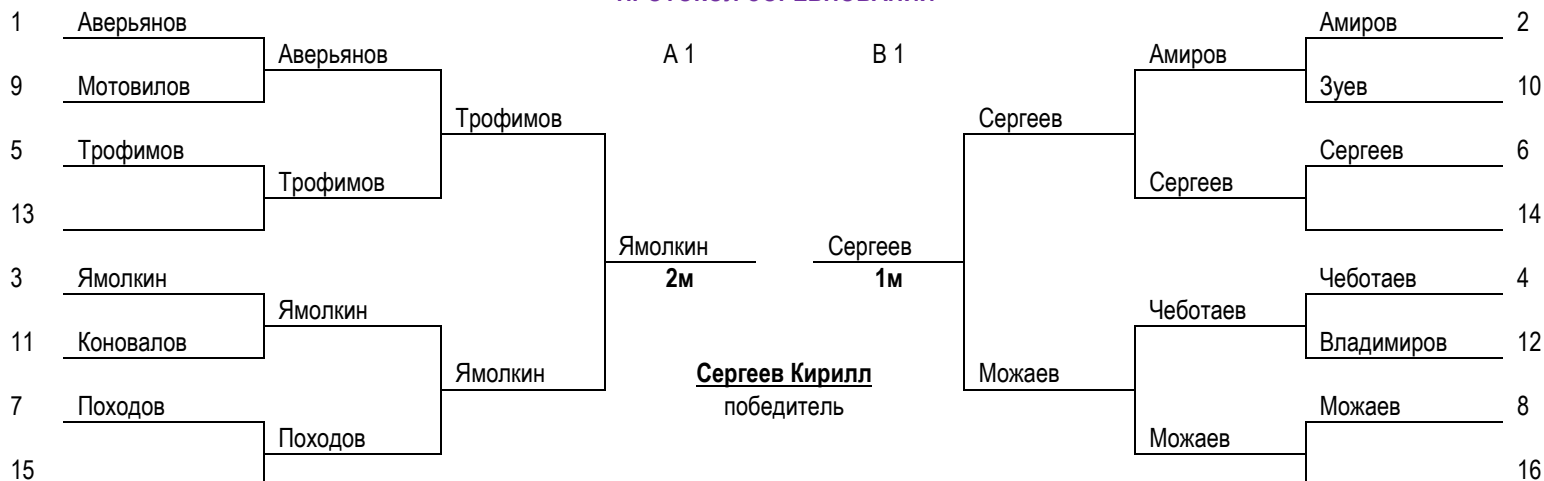 1 Аверьянов Амиров 2
Аверьянов А 1 В 1 Амиров
9 Мотовилов Зуев 10
Трофимов Сергеев
5 Трофимов Сергеев 6
Трофимов Сергеев
13 14
Ямолкин Сергеев
3 Ямолкин 2м 1м Чеботаев 4
Ямолкин Чеботаев
11 Коновалов Владимиров 12
Ямолкин Сергеев Кирилл Можаев
7 Походов победитель Можаев 8
Походов Можаев
15 16